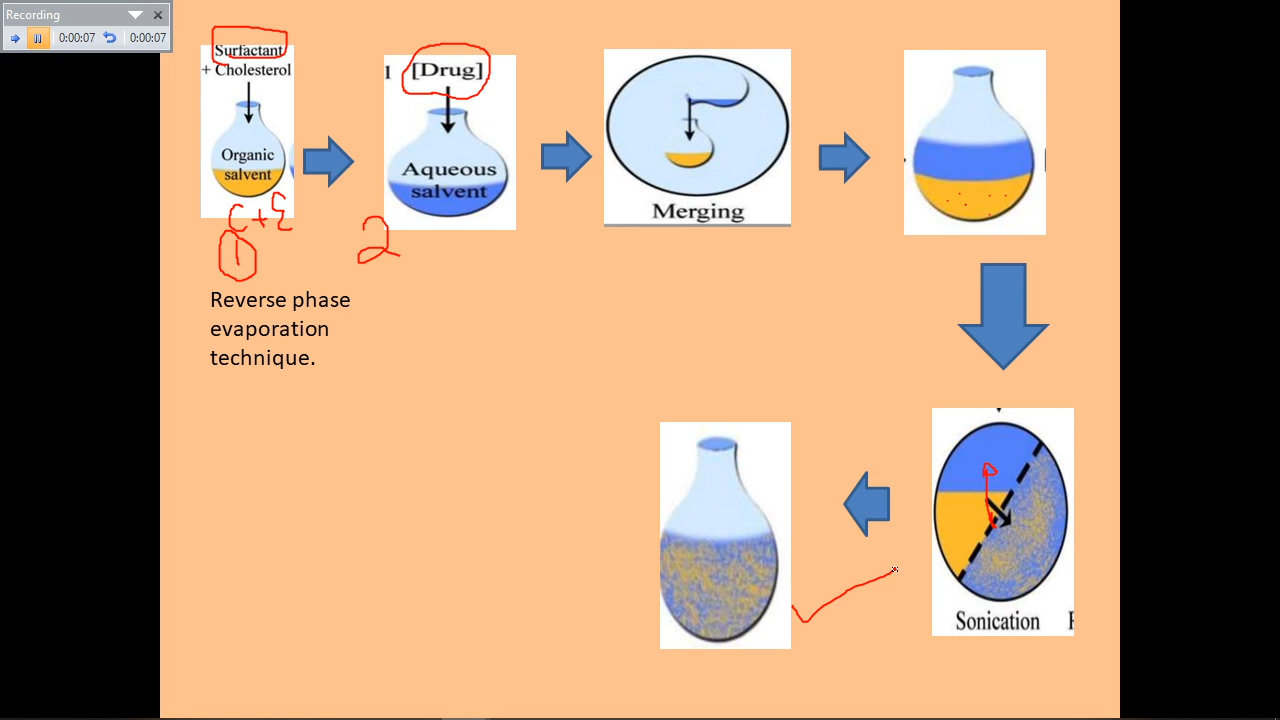 Recording
0:00:07
0:00:07
Surfactant
+ Cholesterol
Organic
salvent
C+S
1
l [Drug]
Aqueous
salvent
2
Merging
Reverse phase
evaporation
technique.
Sonication